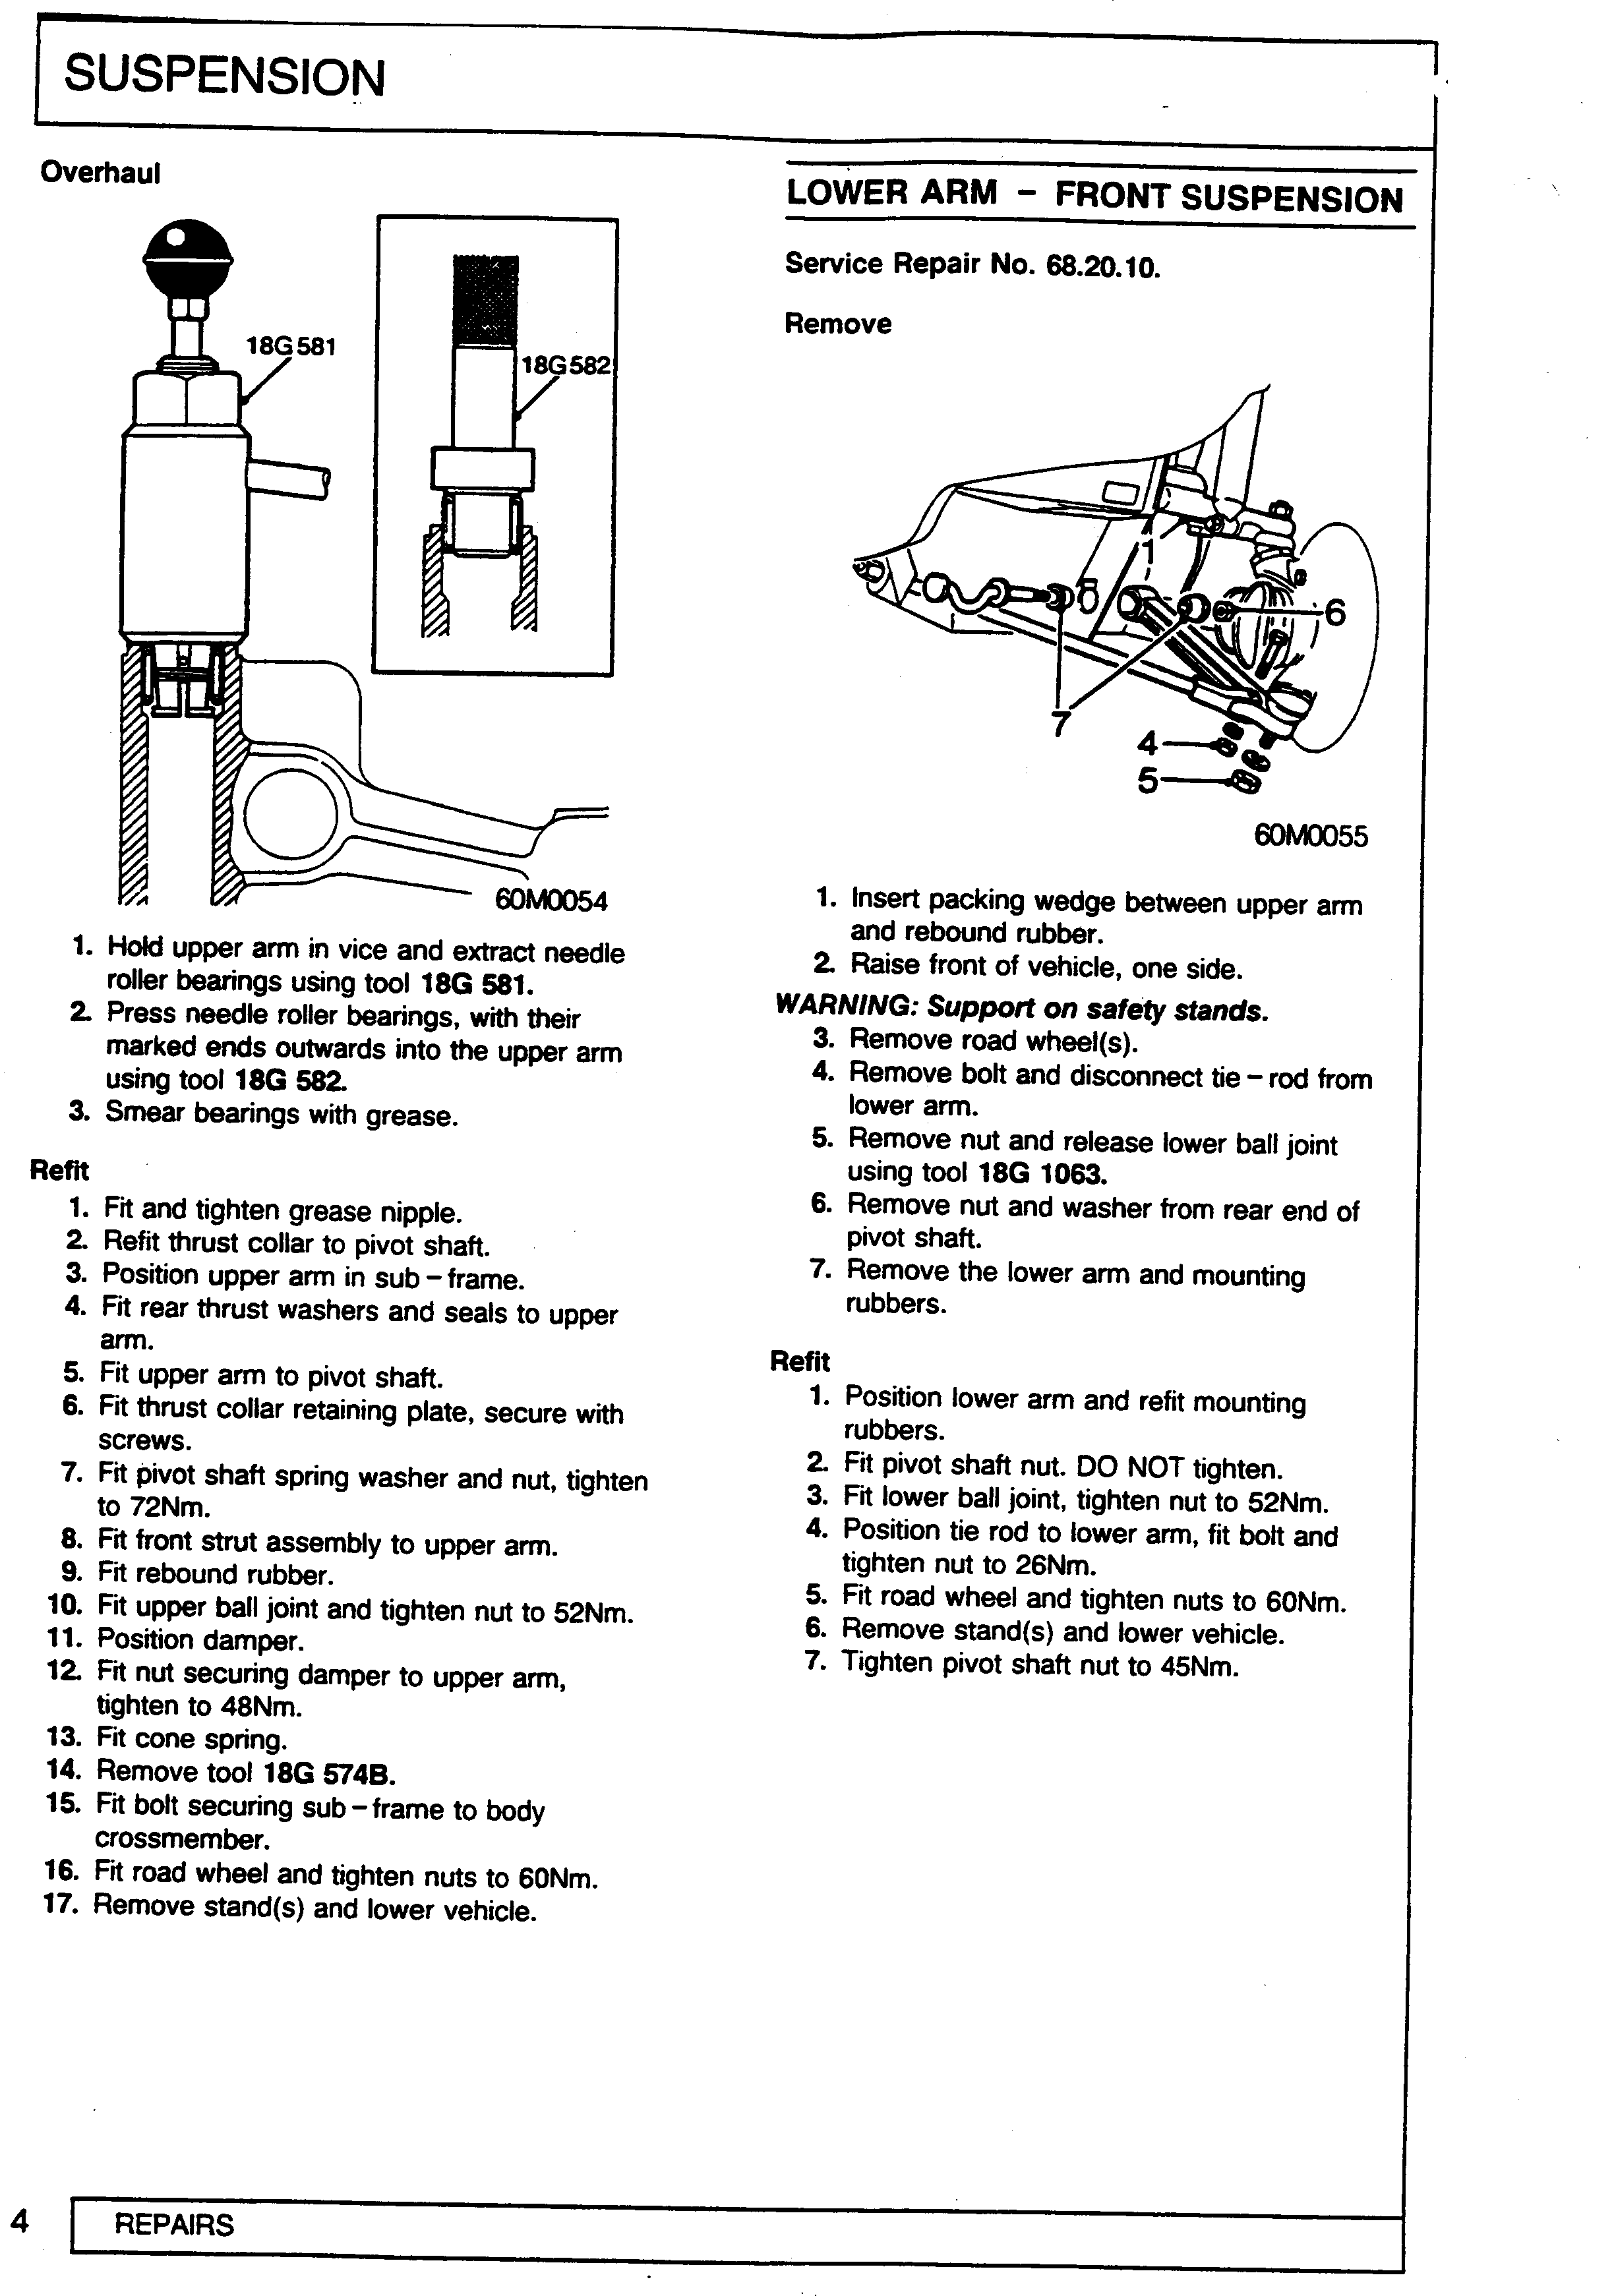 SUSPENSION
Overhaul
18G 581
18G 582
60M0054
1. Hold upper arm in vice and extract needle
roller bearings using tool 18G 581.
2. Press needle roller bearings, with their
marked ends outwards into the upper arm
using tool 18G 582.
3. Smear bearings with grease.
Refit
1. Fit and tighten grease nipple.
2. Refit thrust collar to pivot shaft.
3. Position upper arm in sub – frame.
4. Fit rear thrust washers and seals to upper
arm.
5. Fit upper arm to pivot shaft.
6. Fit thrust collar retaining plate, secure with
screws.
7. Fit pivot shaft spring washer and nut, tighten
to 72Nm.
8. Fit front strut assembly to upper arm.
9. Fit rebound rubber.
10. Fit upper ball joint and tighten nut to 52Nm.
11. Position damper.
12. Fit nut securing damper to upper arm,
tighten to 48Nm.
13. Fit cone spring.
14. Remove tool 18G 574B.
15. Fit bolt securing sub – frame to body
crossmember.
16. Fit road wheel and tighten nuts to 60Nm.
17. Remove stand(s) and lower vehicle.
LOWER ARM – FRONT SUSPENSION
Service Repair No. 68.20.10.
Remove
1
6
7
4
5
60M0055
1. Insert packing wedge between upper arm
and rebound rubber.
2. Raise front of vehicle, one side.
WARNING: Support on safety stands.
3. Remove road wheel(s).
4. Remove bolt and disconnect tie – rod from
lower arm.
5. Remove nut and release lower ball joint
using tool 18G 1063.
6. Remove nut and washer from rear end of
pivot shaft.
7. Remove the lower arm and mounting
rubbers.
Refit
1. Position lower arm and refit mounting
rubbers.
2. Fit pivot shaft nut. DO NOT tighten.
3. Fit lower ball joint, tighten nut to 52Nm.
4. Position tie rod to lower arm, fit bolt and
tighten nut to 26Nm.
5. Fit road wheel and tighten nuts to 60Nm.
6. Remove stand(s) and lower vehicle.
7. Tighten pivot shaft nut to 45Nm.
4
REPAIRS